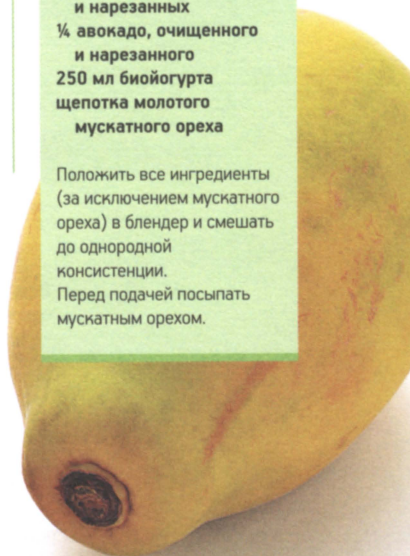 и нарезанных
¼ авокадо, очищенного
и нарезанного
250 мл биойогурта
щепотка молотого
мускатного ореха
Положить все ингредиенты
(за исключением мускатного
ореха) в блендер и смешать
до однородной
консистенции.
Перед подачей посыпать
мускатным орехом.